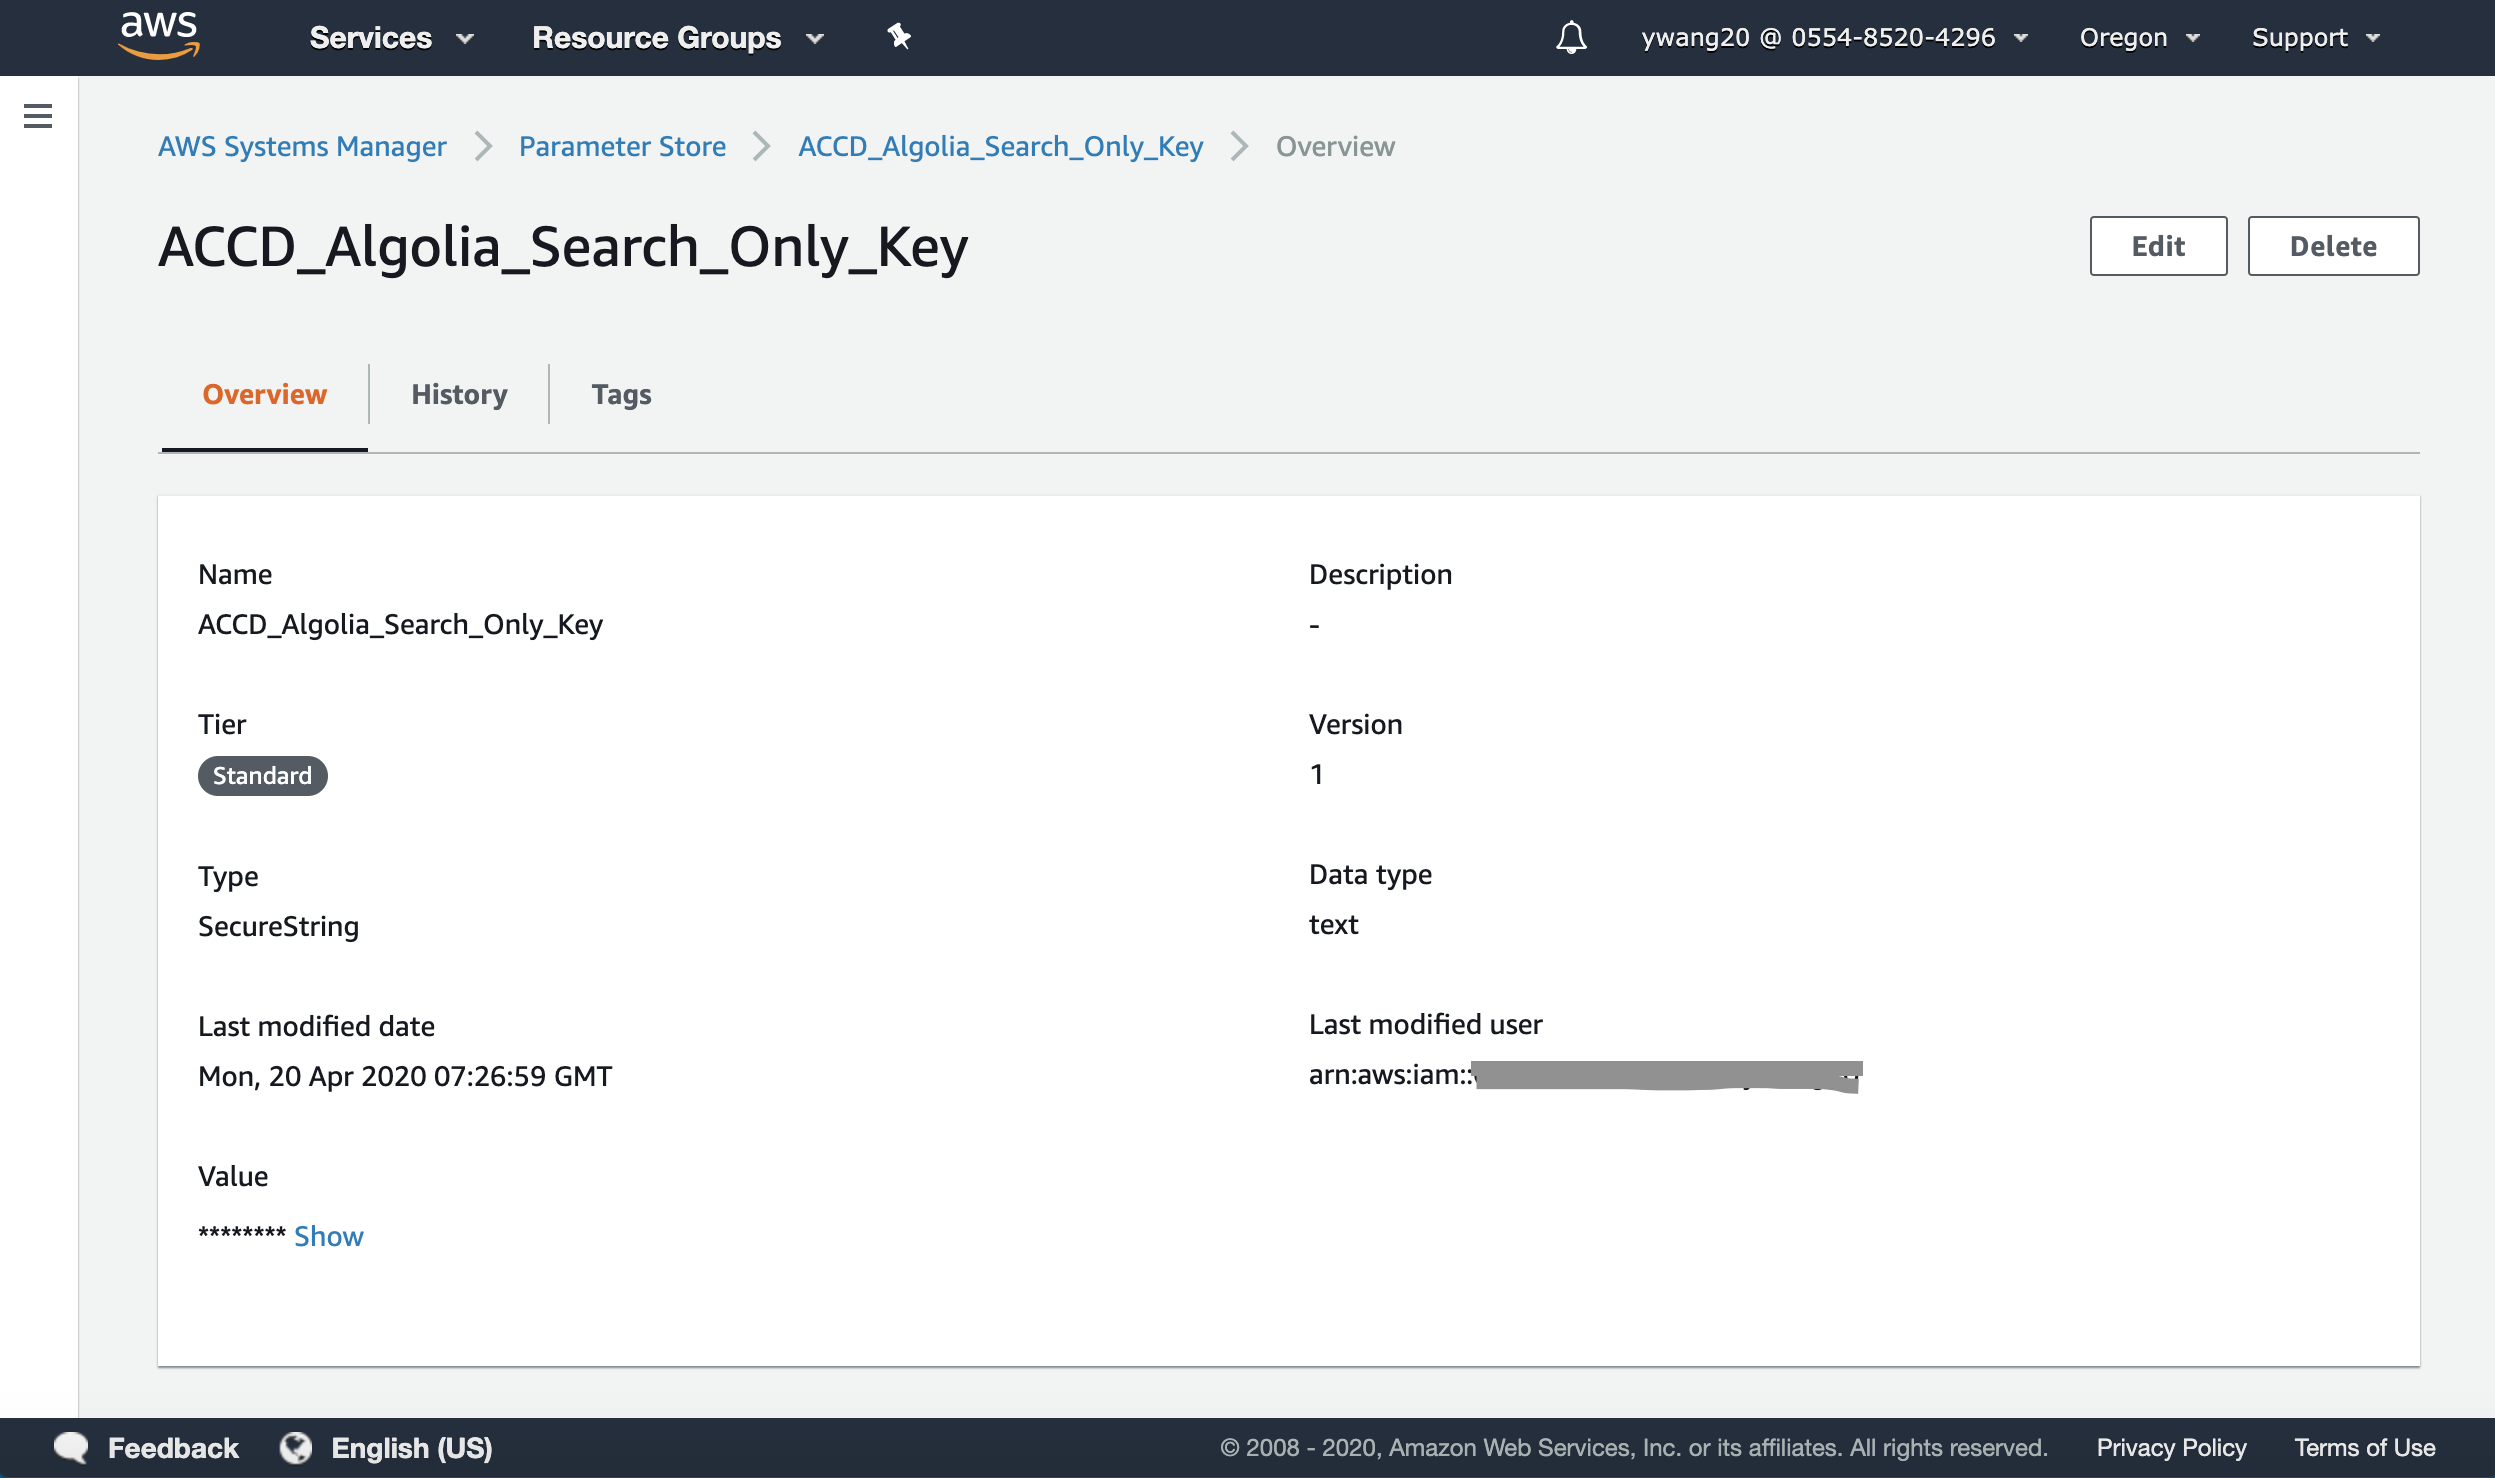 aws Services Resource Groups ywang20 @ 0554-8520-4296 Oregon Support
AWS Systems Manager Parameter Store ACCD_Algolia_Search_Only_Key Overview
ACCD_Algolia_Search_Only_Key Edit Delete
Overview History Tags
Name
ACCD_Algolia_Search_Only_Key
Description
-
Tier
Standard
Version
1
Type
SecureString
Data type
text
Last modified date
Mon, 20 Apr 2020 07:26:59 GMT
Last modified user
arn:aws:iam::
Value
******** Show
Feedback English (US) © 2008 - 2020, Amazon Web Services, Inc. or its affiliates. All rights reserved. Privacy Policy Terms of Use